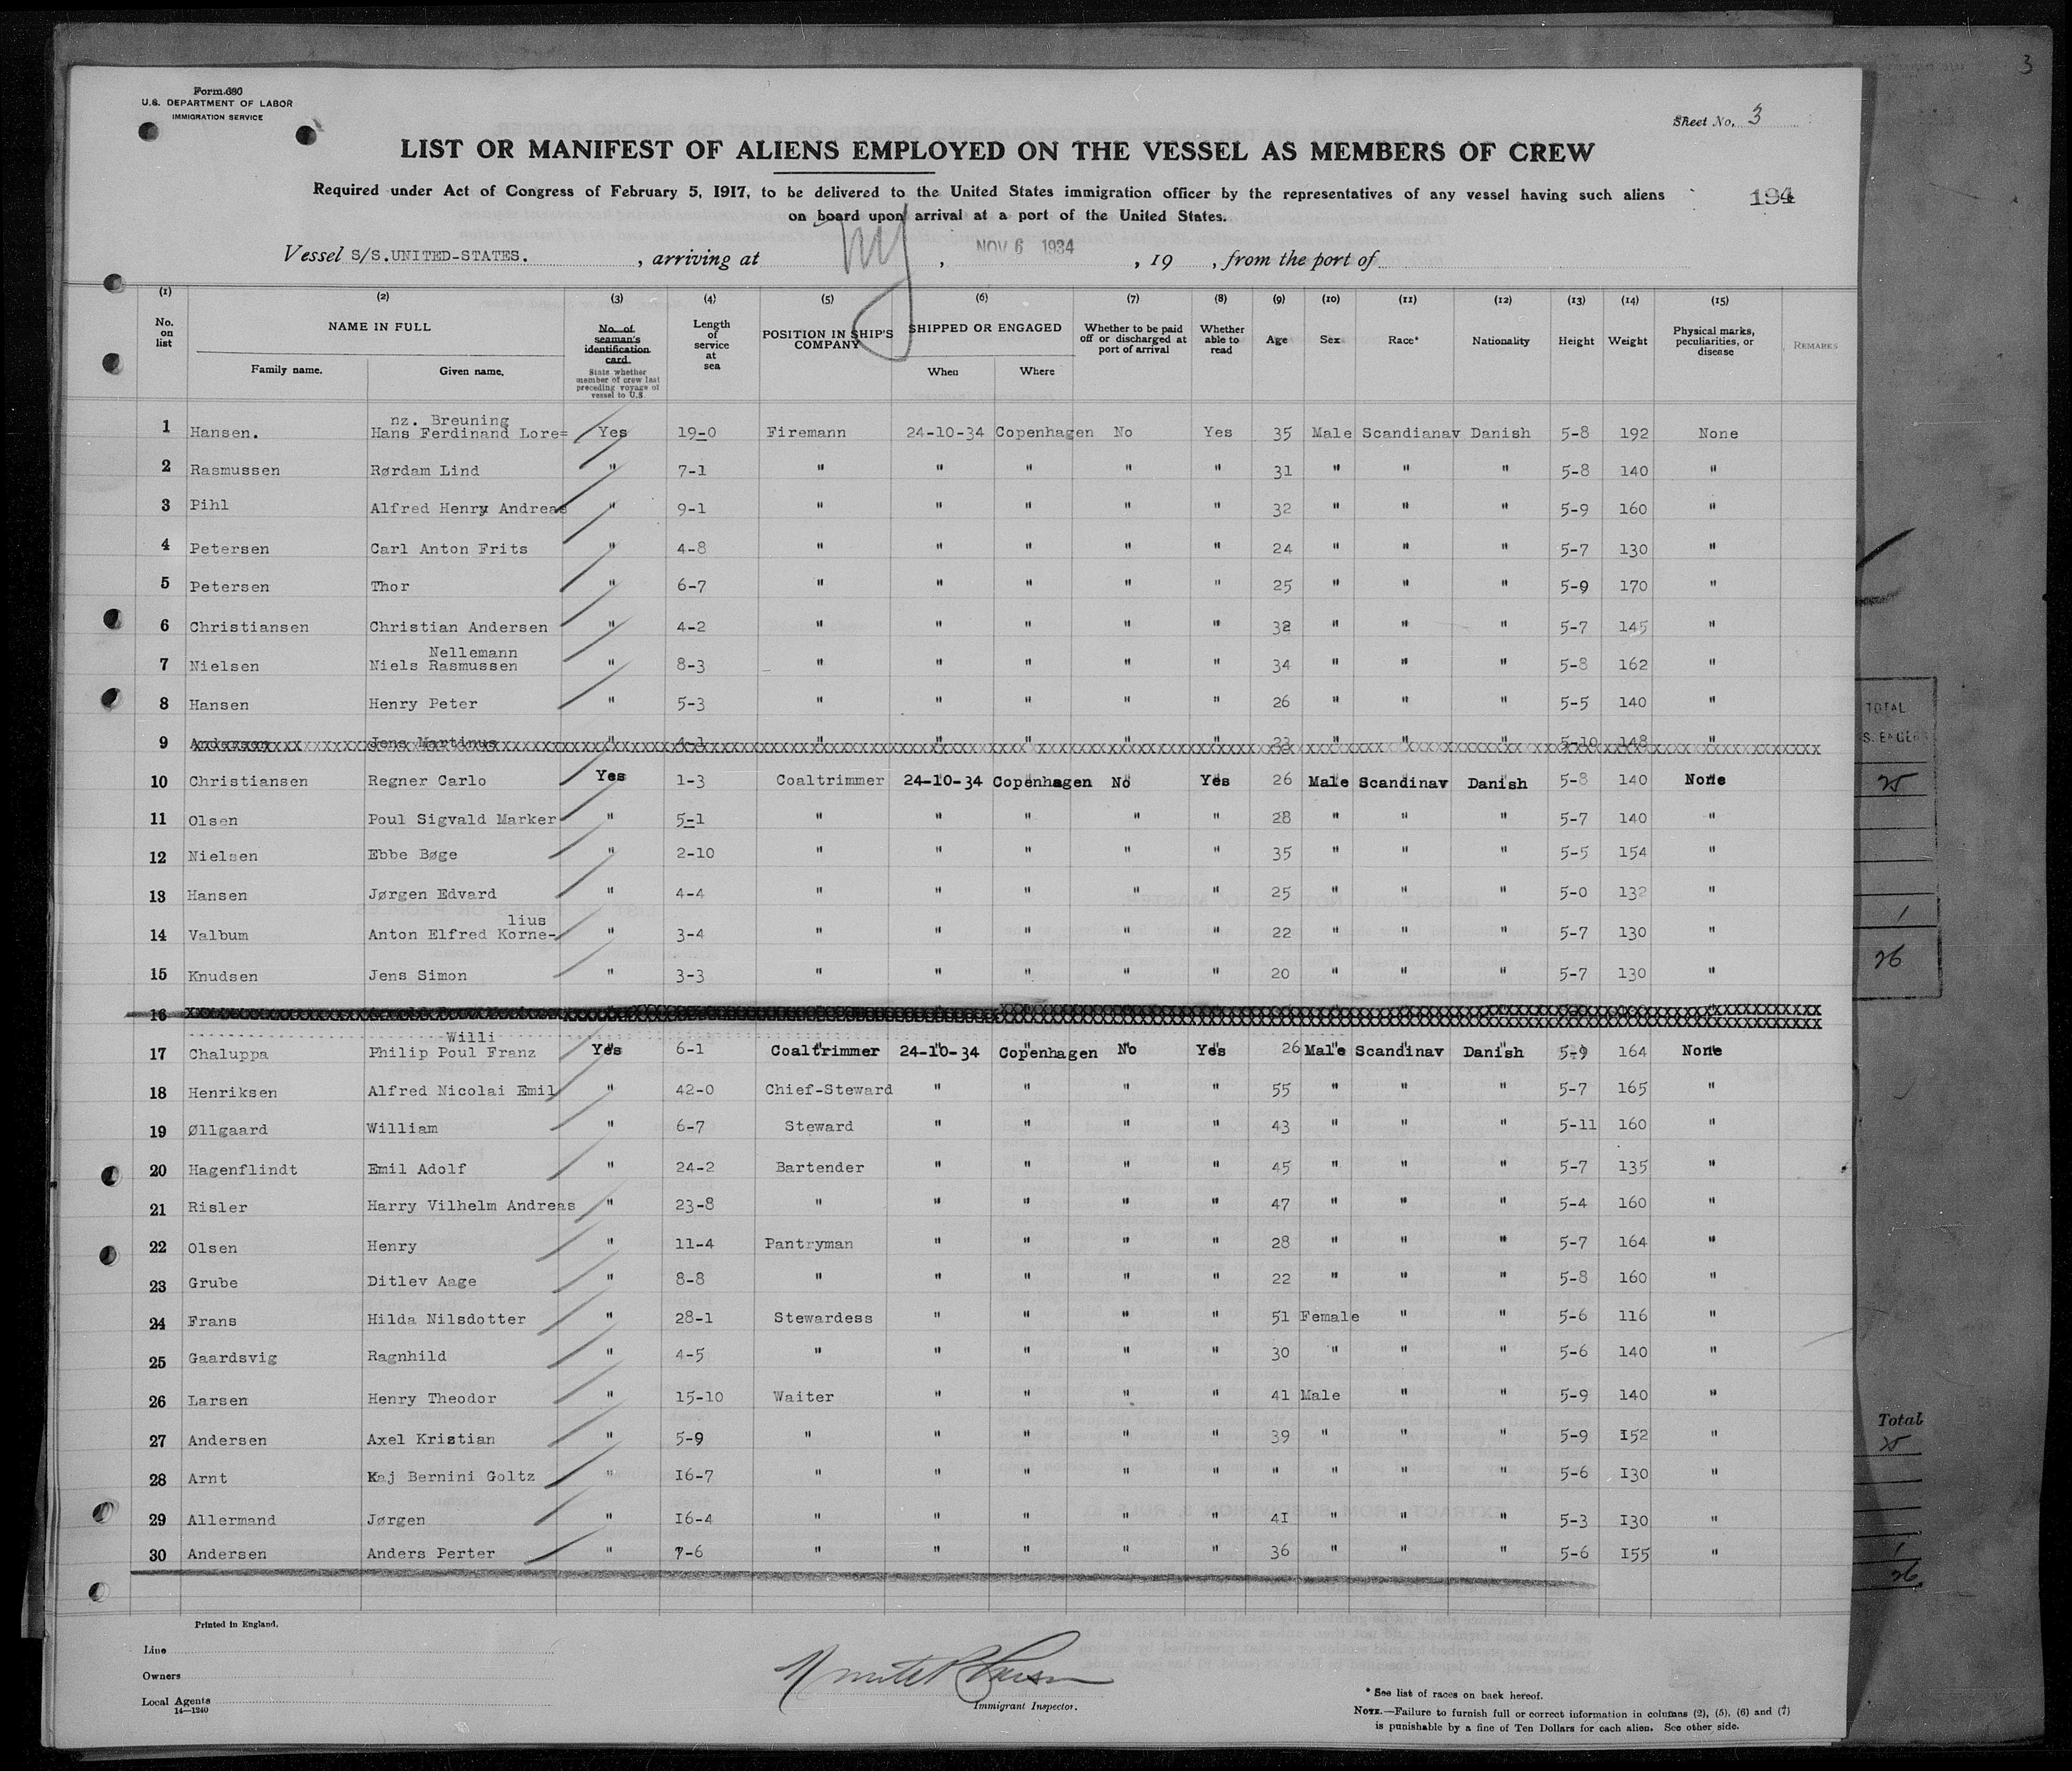 3
Form 680
U.S. DEPARTMENT OF LABOR
IMMIGRATION SERVICE
Sheet No. 3
LIST OR MANIFEST OF ALIENS EMPLOYED ON THE VESSEL AS MEMBERS OF CREW
Required under Act of Congress of February 5, 1917, to be delivered to the United States immigration officer by the representatives of any vessel having such aliens
on board upon arrival at a port of the United States.
194
Vessel S/S.UNITED-STATES. , arriving at NY , NOV 6 1934 , 19 , from the port of
(1) (2) (3) (4) (5) (6) (7) (8) (9) (10) (11) (12) (13) (14) (15)
No. on list NAME IN FULL Family name. Given name. No. of seaman's identification card. State whether member of crew last preceding voyage of vessel to U.S. Length of service at sea POSITION IN SHIP'S COMPANY SHIPPED OR ENGAGED When Where Whether to be paid off or discharged at port of arrival Whether able to read Age Sex Race* Nationality Height Weight Physical marks, peculiarities, or disease REMARKS
nz. Breuning
1 Hansen. Hans Ferdinand Lore= Yes 19-0 Firemann 24-10-34 Copenhagen No Yes 35 Male Scandianav Danish 5-8 192 None
2 Rasmussen Rørdam Lind " 7-1 " " " " " 31 " " " 5-8 140 "
3 Pihl Alfred Henry Andreas " 9-1 " " " " " 32 " " " 5-9 160 "
4 Petersen Carl Anton Frits " 4-8 " " " " " 24 " " " 5-7 130 "
5 Petersen Thor " 6-7 " " " " " 25 " " " 5-9 170 "
6 Christiansen Christian Andersen " 4-2 " " " " " 32 " " " 5-7 145 "
Nellemann
7 Nielsen Niels Rasmussen " 8-3 " " " " " 34 " " " 5-8 162 "
8 Hansen Henry Peter " 5-3 " " " " " 26 " " " 5-5 140 "
9 Andersen Jens Martinus " 4-1 " " " " " 23 " " " 5-10 148 "
10 Christiansen Regner Carlo Yes 1-3 Coaltrimmer 24-10-34 Copenhagen No Yes 26 Male Scandinav Danish 5-8 140 None
11 Olsen Poul Sigvald Marker " 5-1 " " " " " 28 " " " 5-7 140 "
12 Nielsen Ebbe Bøge " 2-10 " " " " " 35 " " " 5-5 154 "
13 Hansen Jørgen Edvard " 4-4 " " " " " 25 " " " 5-0 132 "
lius
14 Valbum Anton Elfred Korne- " 3-4 " " " " " 22 " " " 5-7 130 "
15 Knudsen Jens Simon " 3-3 " " " " " 20 " " " 5-7 130 "
16
Willi
17 Chaluppa Philip Poul Franz Yes 6-1 Coaltrimmer 24-10-34 Copenhagen No Yes 26 Male Scandinav Danish 5-9 164 None
18 Henriksen Alfred Nicolai Emil " 42-0 Chief-Steward " " " " 55 " " " 5-7 165 "
19 Øllgaard William " 6-7 Steward " " " " 43 " " " 5-11 160 "
20 Hagenflindt Emil Adolf " 24-2 Bartender " " " " 45 " " " 5-7 135 "
21 Risler Harry Vilhelm Andreas " 23-8 " " " " " 47 " " " 5-4 160 "
22 Olsen Henry " 11-4 Pantryman " " " " 28 " " " 5-7 164 "
23 Grube Ditlev Aage " 8-8 " " " " " 22 " " " 5-8 160 "
24 Frans Hilda Nilsdotter " 28-1 Stewardess " " " " 51 Female " " 5-6 116 "
25 Gaardsvig Ragnhild " 4-5 " " " " " 30 " " " 5-6 140 "
26 Larsen Henry Theodor " 15-10 Waiter " " " " 41 Male " " 5-9 140 "
27 Andersen Axel Kristian " 5-9 " " " " " 39 " " " 5-9 152 "
28 Arnt Kaj Bernini Goltz " 16-7 " " " " " " " " " 5-6 130 "
29 Allermand Jørgen " 16-4 " " " " " 41 " " " 5-3 130 "
30 Andersen Anders Perter " 7-6 " " " " " 36 " " " 5-6 155 "
TOTAL
25
1
26
Total
25
1
26
Printed in England.
Line
Owners
Local Agents
14—1240
Immigrant Inspector.
* See list of races on back hereof.
NOTE.—Failure to furnish full or correct information in columns (2), (5), (6) and (7)
is punishable by a fine of Ten Dollars for each alien. See other side.